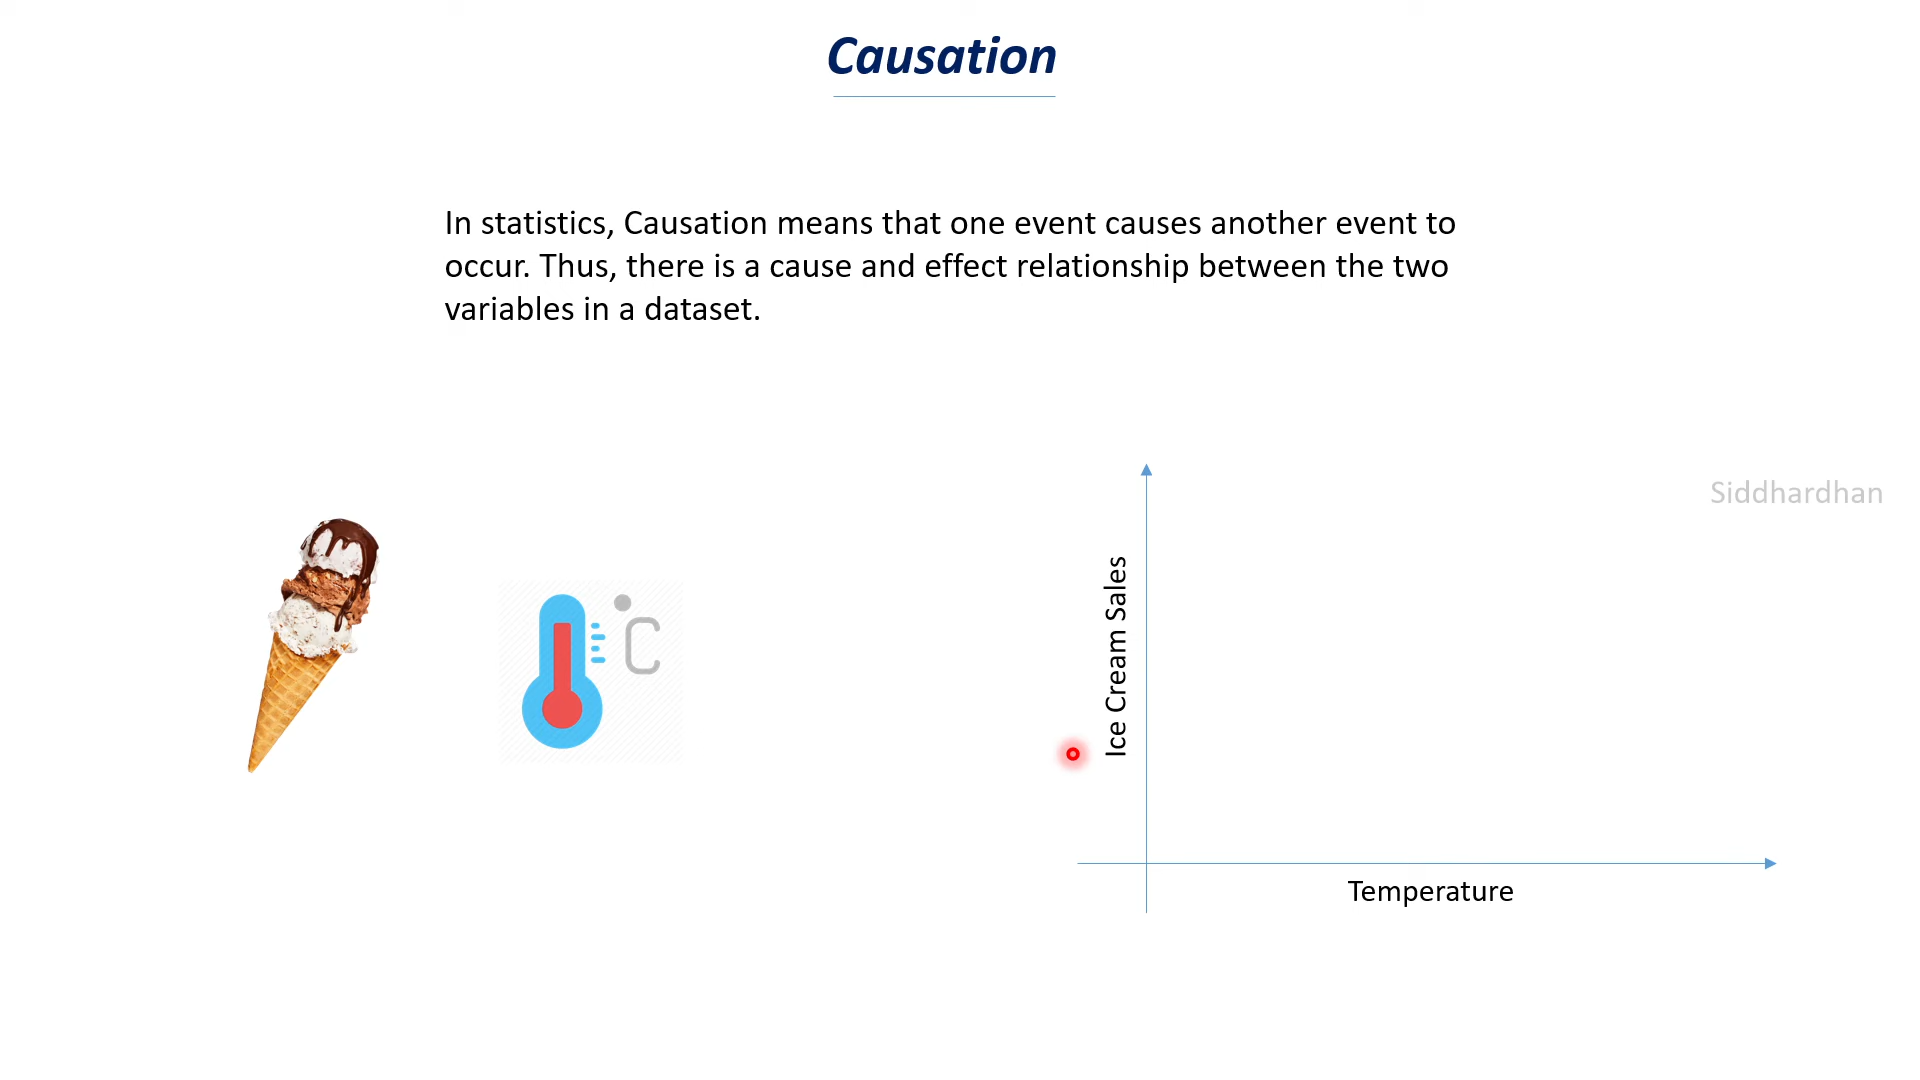 Causation
In statistics, Causation means that one event causes another event to
occur. Thus, there is a cause and effect relationship between the two
variables in a dataset.
Siddhardhan
°C
Ice Cream Sales
Temperature